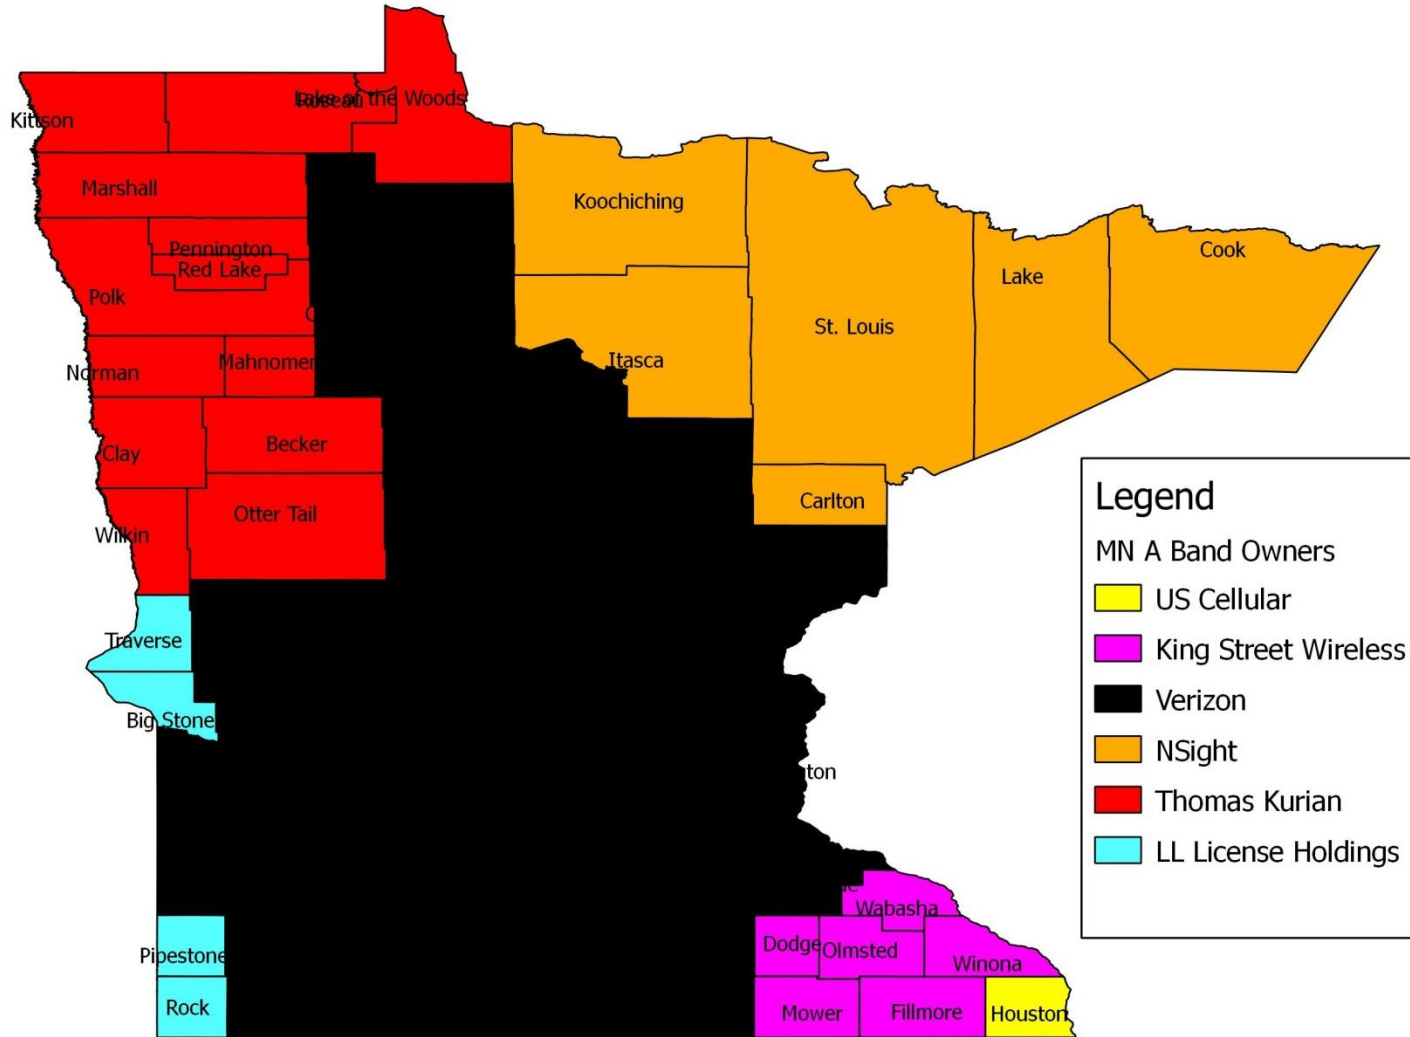 Lake of the Woods
Roseau
Kittson
Marshall
Koochiching
Pennington
Red Lake
Polk
Cook
Lake
St. Louis
Norman
Mahnomen
Itasca
Clay
Becker
Otter Tail
Wilkin
Carlton
Traverse
Big Stone
ton
Wabasha
Dodge
Olmsted
Winona
Pipestone
Rock
Mower
Fillmore
Houston
Legend
MN A Band Owners
US Cellular
King Street Wireless
Verizon
NSight
Thomas Kurian
LL License Holdings